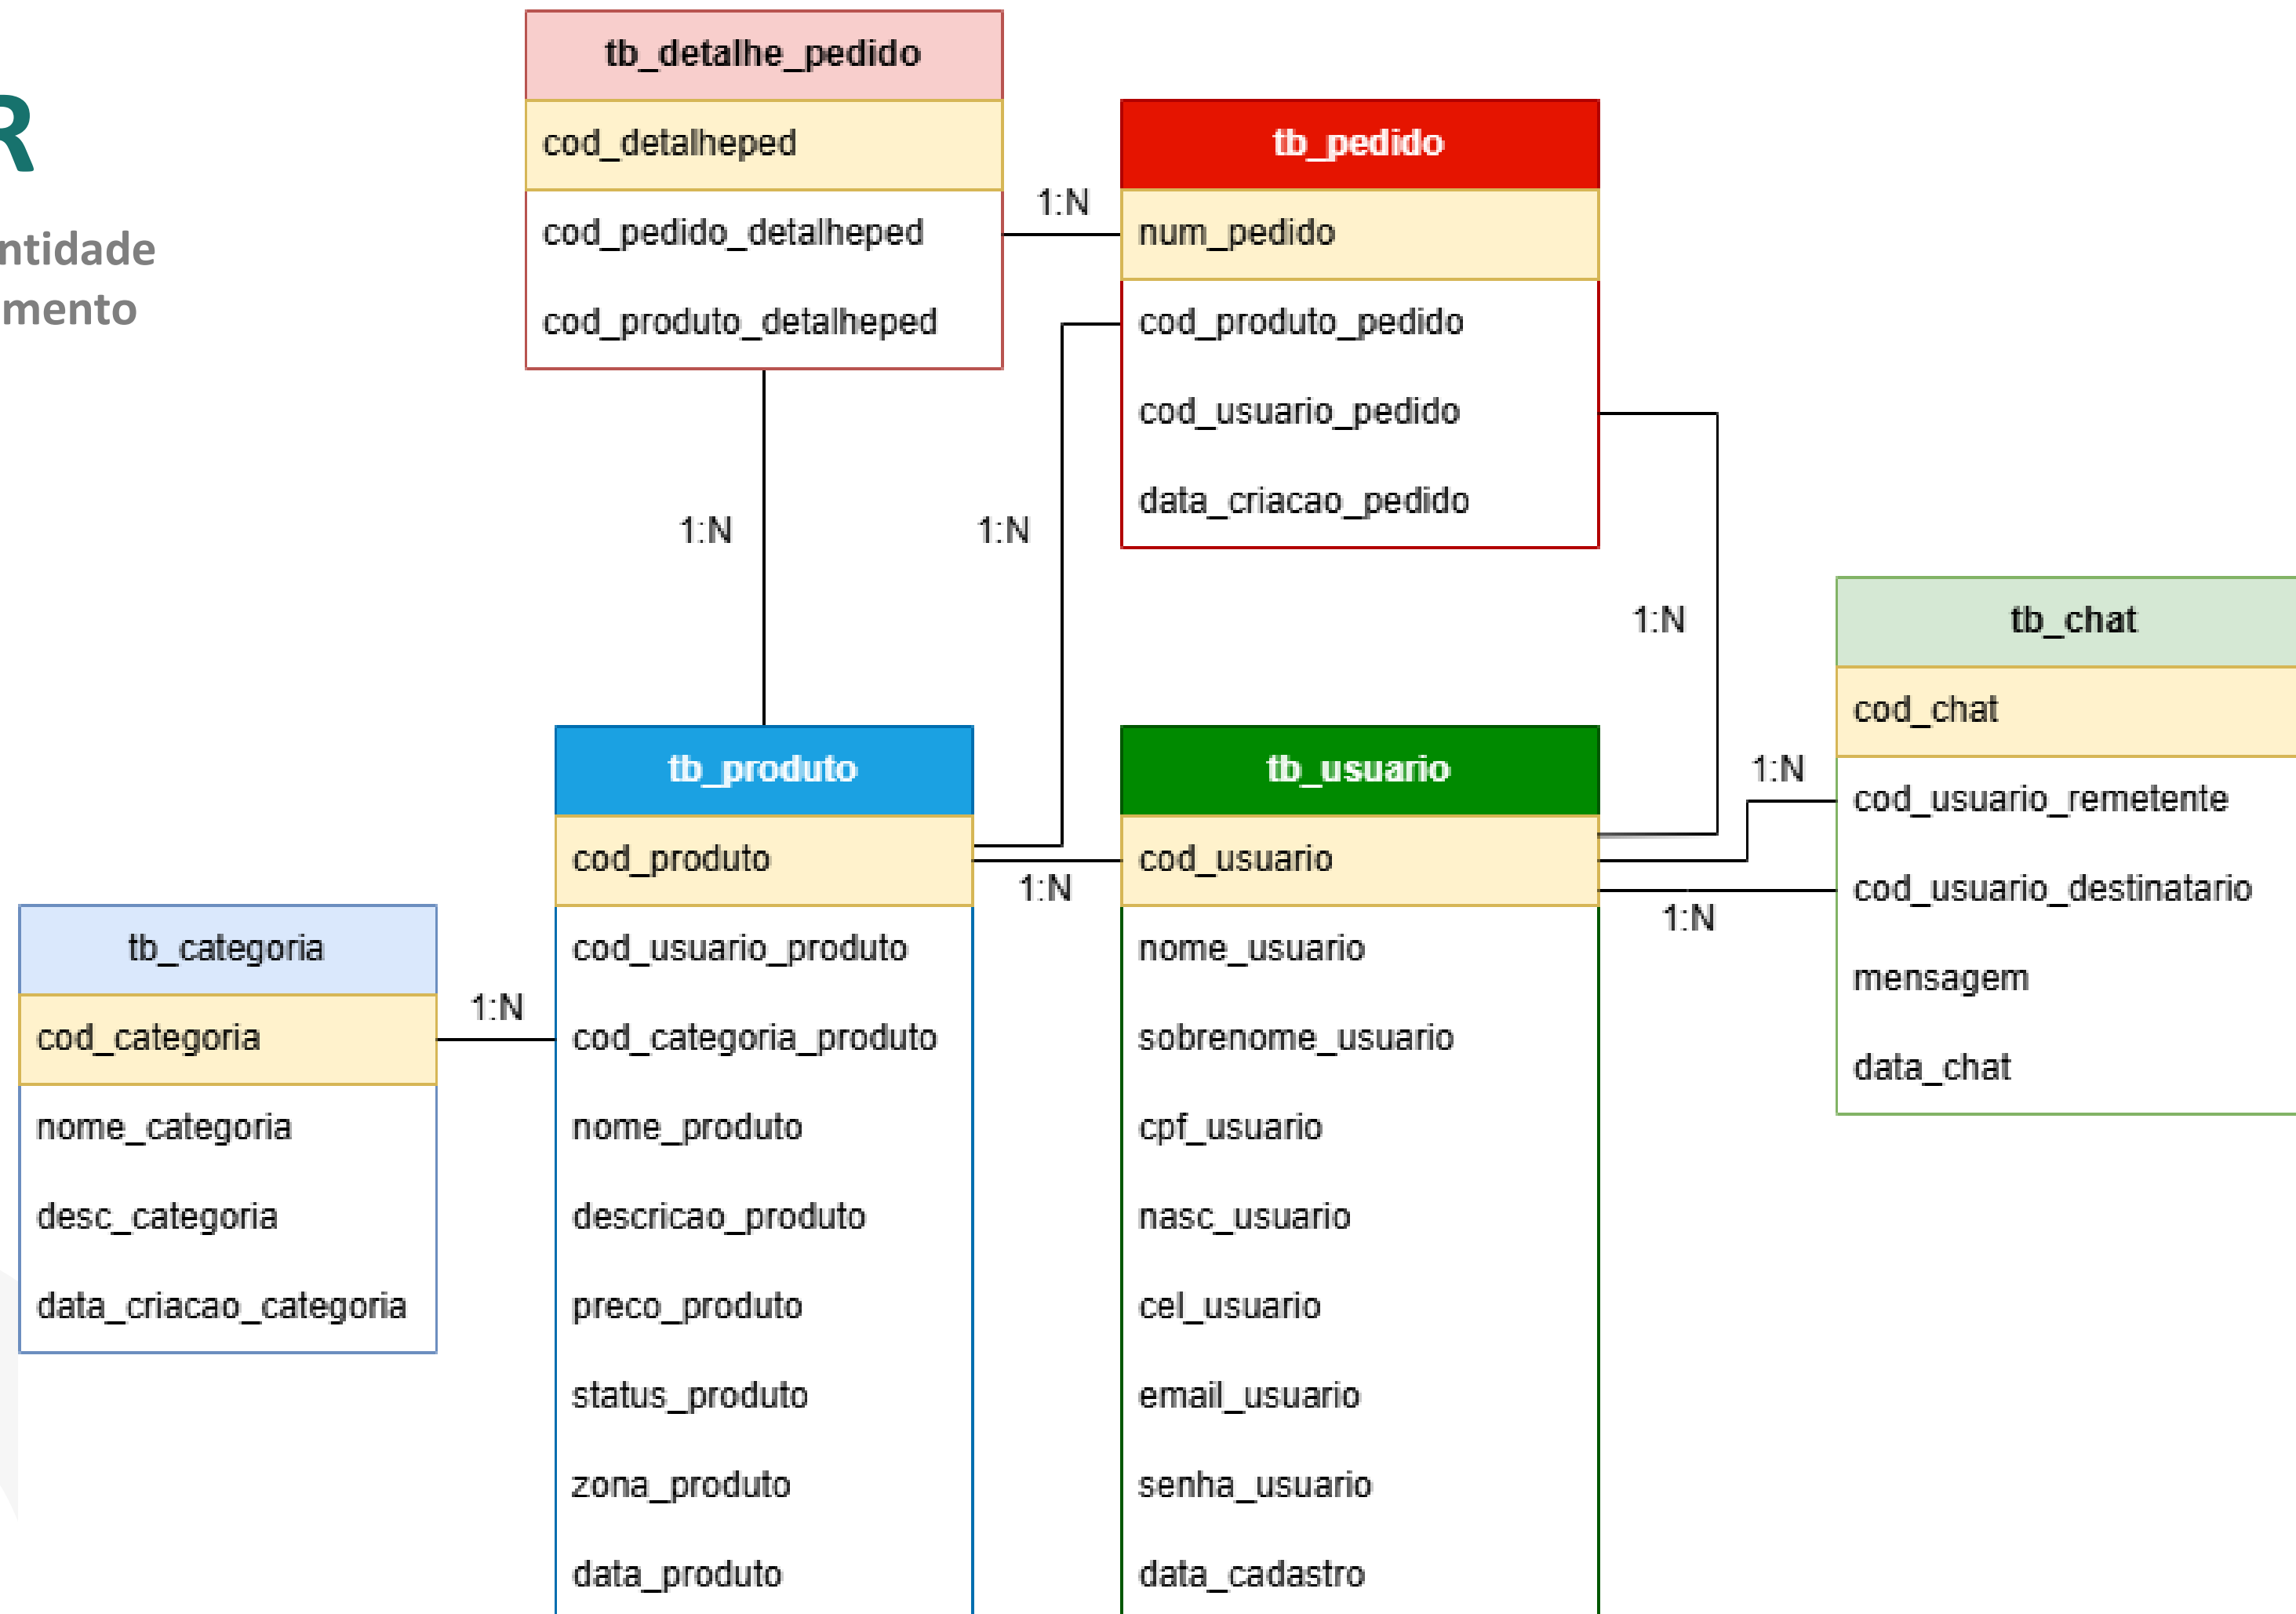 R
ntidade
mento
tb_detalhe_pedido
cod_detalheped
cod_pedido_detalheped
cod_produto_detalheped
1:N
tb_pedido
num_pedido
cod_produto_pedido
cod_usuario_pedido
data_criacao_pedido
1:N
1:N
1:N
tb_chat
cod_chat
cod_usuario_remetente
cod_usuario_destinatario
mensagem
data_chat
1:N
1:N
tb_produto
cod_produto
cod_usuario_produto
cod_categoria_produto
nome_produto
descricao_produto
preco_produto
status_produto
zona_produto
data_produto
1:N
tb_usuario
cod_usuario
nome_usuario
sobrenome_usuario
cpf_usuario
nasc_usuario
cel_usuario
email_usuario
senha_usuario
data_cadastro
tb_categoria
cod_categoria
nome_categoria
desc_categoria
data_criacao_categoria
1:N